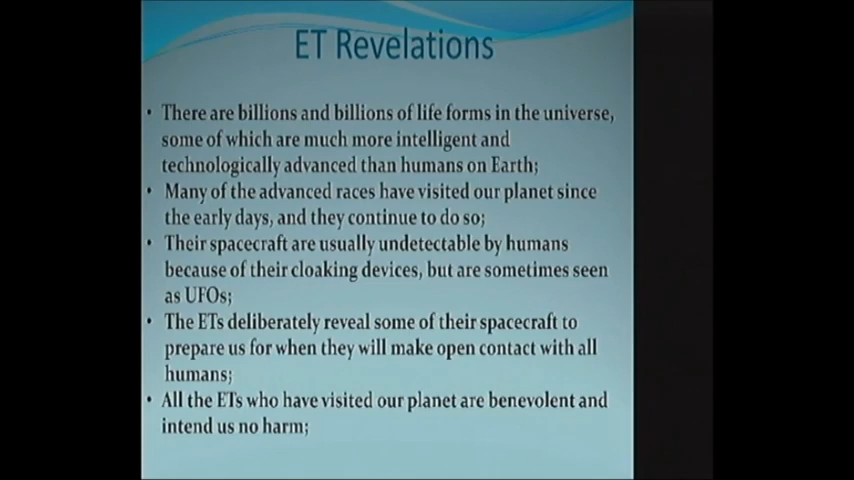 ET Revelations
• There are billions and billions of life forms in the universe,
some of which are much more intelligent and
technologically advanced than humans on Earth;
• Many of the advanced races have visited our planet since
the early days, and they continue to do so;
• Their spacecraft are usually undetectable by humans
because of their cloaking devices, but are sometimes seen
as UFOs;
• The ETs deliberately reveal some of their spacecraft to
prepare us for when they will make open contact with all
humans;
• All the ETs who have visited our planet are benevolent and
intend us no harm;